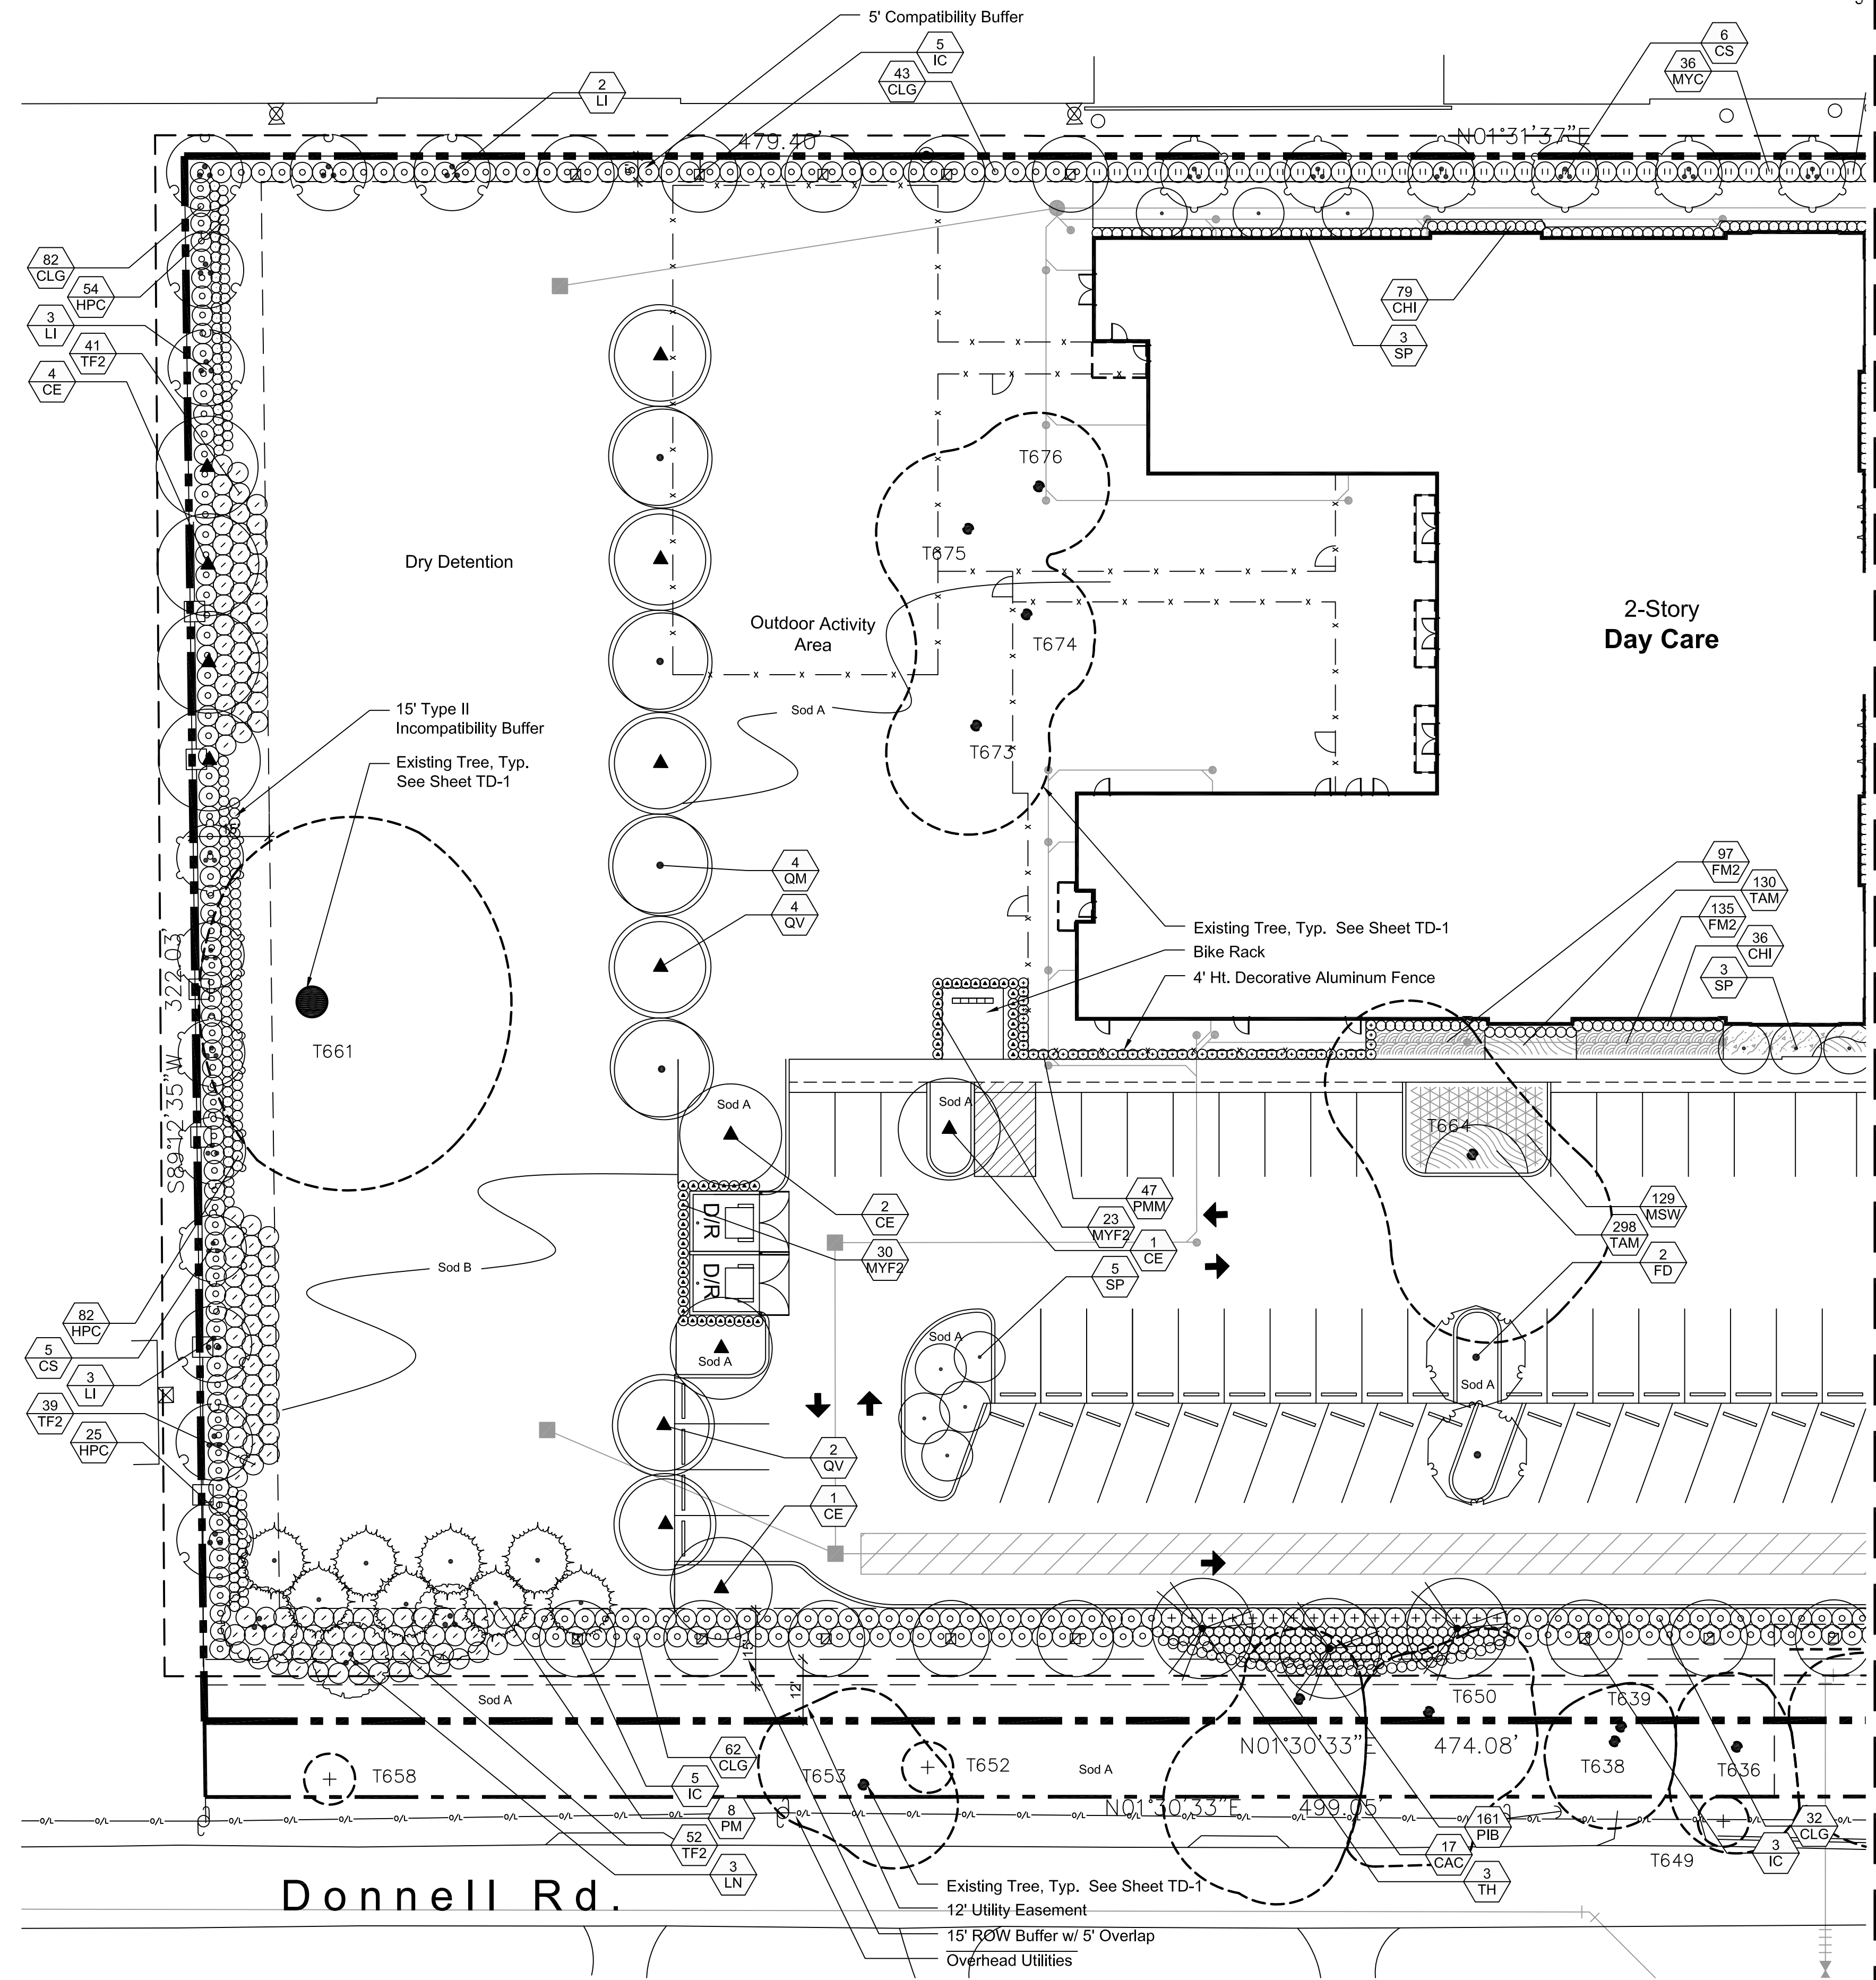 5' Compatibility Buffer
5
IC
43
CLG
2
LI
6
CS
36
MYC
479.40'
N01°31'37"E
5'
82
CLG
54
HPC
3
LI
41
TF2
4
CE
79
CHI
3
SP
T676
T675
T674
T673
Dry Detention
Outdoor Activity
Area
Sod A
2-Story
Day Care
15' Type II
Incompatibility Buffer
Existing Tree, Typ.
See Sheet TD-1
15'
4
QM
4
QV
97
FM2
130
TAM
135
FM2
36
CHI
3
SP
Existing Tree, Typ. See Sheet TD-1
Bike Rack
4' Ht. Decorative Aluminum Fence
S89°12'35"W 322.03'
T661
Sod A
Sod A
T664
D/R
D/R
2
CE
30
MYF2
47
PMM
23
MYF2
1
CE
5
SP
129
MSW
298
TAM
2
FD
Sod B
82
HPC
5
CS
3
LI
39
TF2
25
HPC
Sod A
Sod A
Sod A
2
QV
1
CE
15'
12'
Sod A
T658
T653
T652
Sod A
T650
T639
T638
T636
T649
N01°30'33"E 474.08'
N01°30'33"E 499.05'
62
CLG
5
IC
8
PM
52
TF2
3
LN
161
PIB
17
CAC
3
TH
32
CLG
3
IC
Donnell Rd.
Existing Tree, Typ. See Sheet TD-1
12' Utility Easement
15' ROW Buffer w/ 5' Overlap
Overhead Utilities